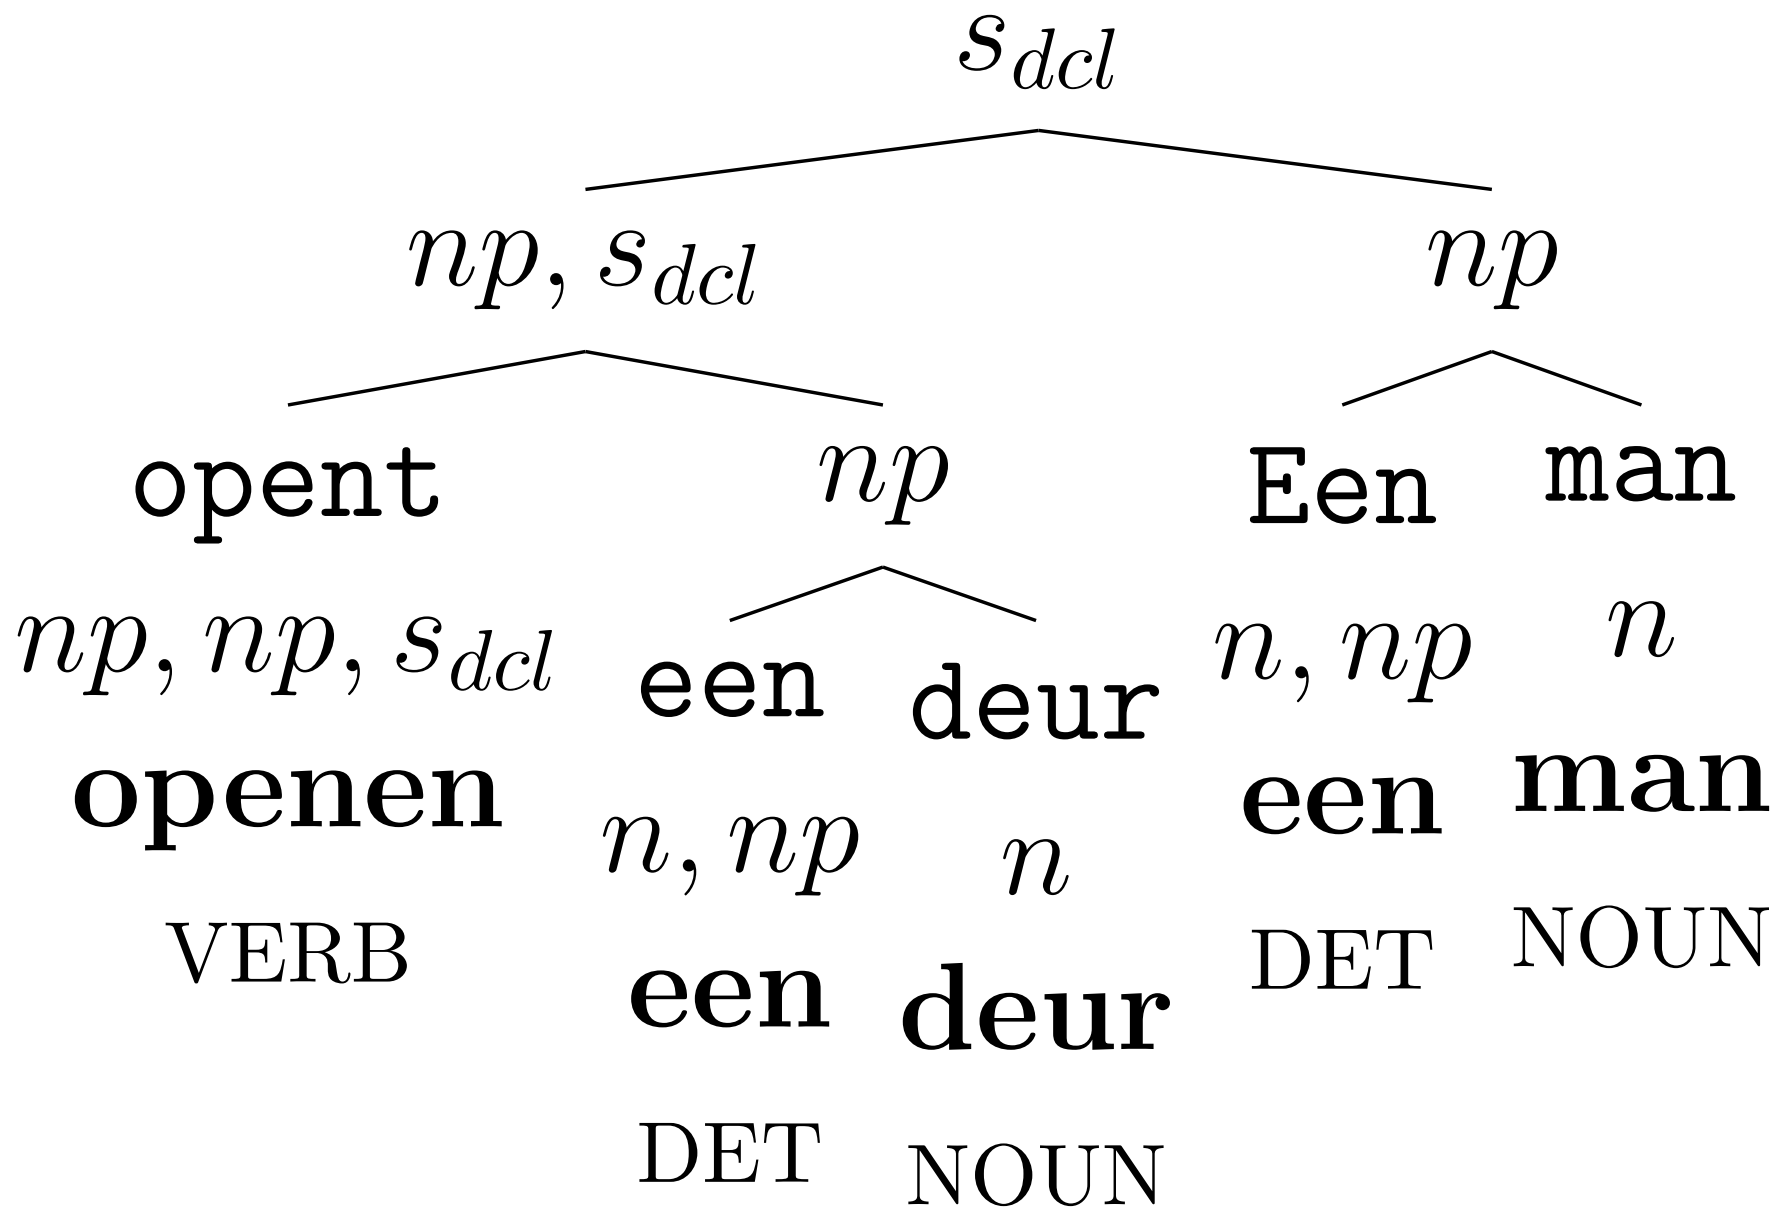 s_dcl
np, s_dcl
np
opent
np, np, s_dcl
openen
VERB
np
een
n, np
een
DET
deur
n
deur
NOUN
Een
n, np
een
DET
man
n
man
NOUN